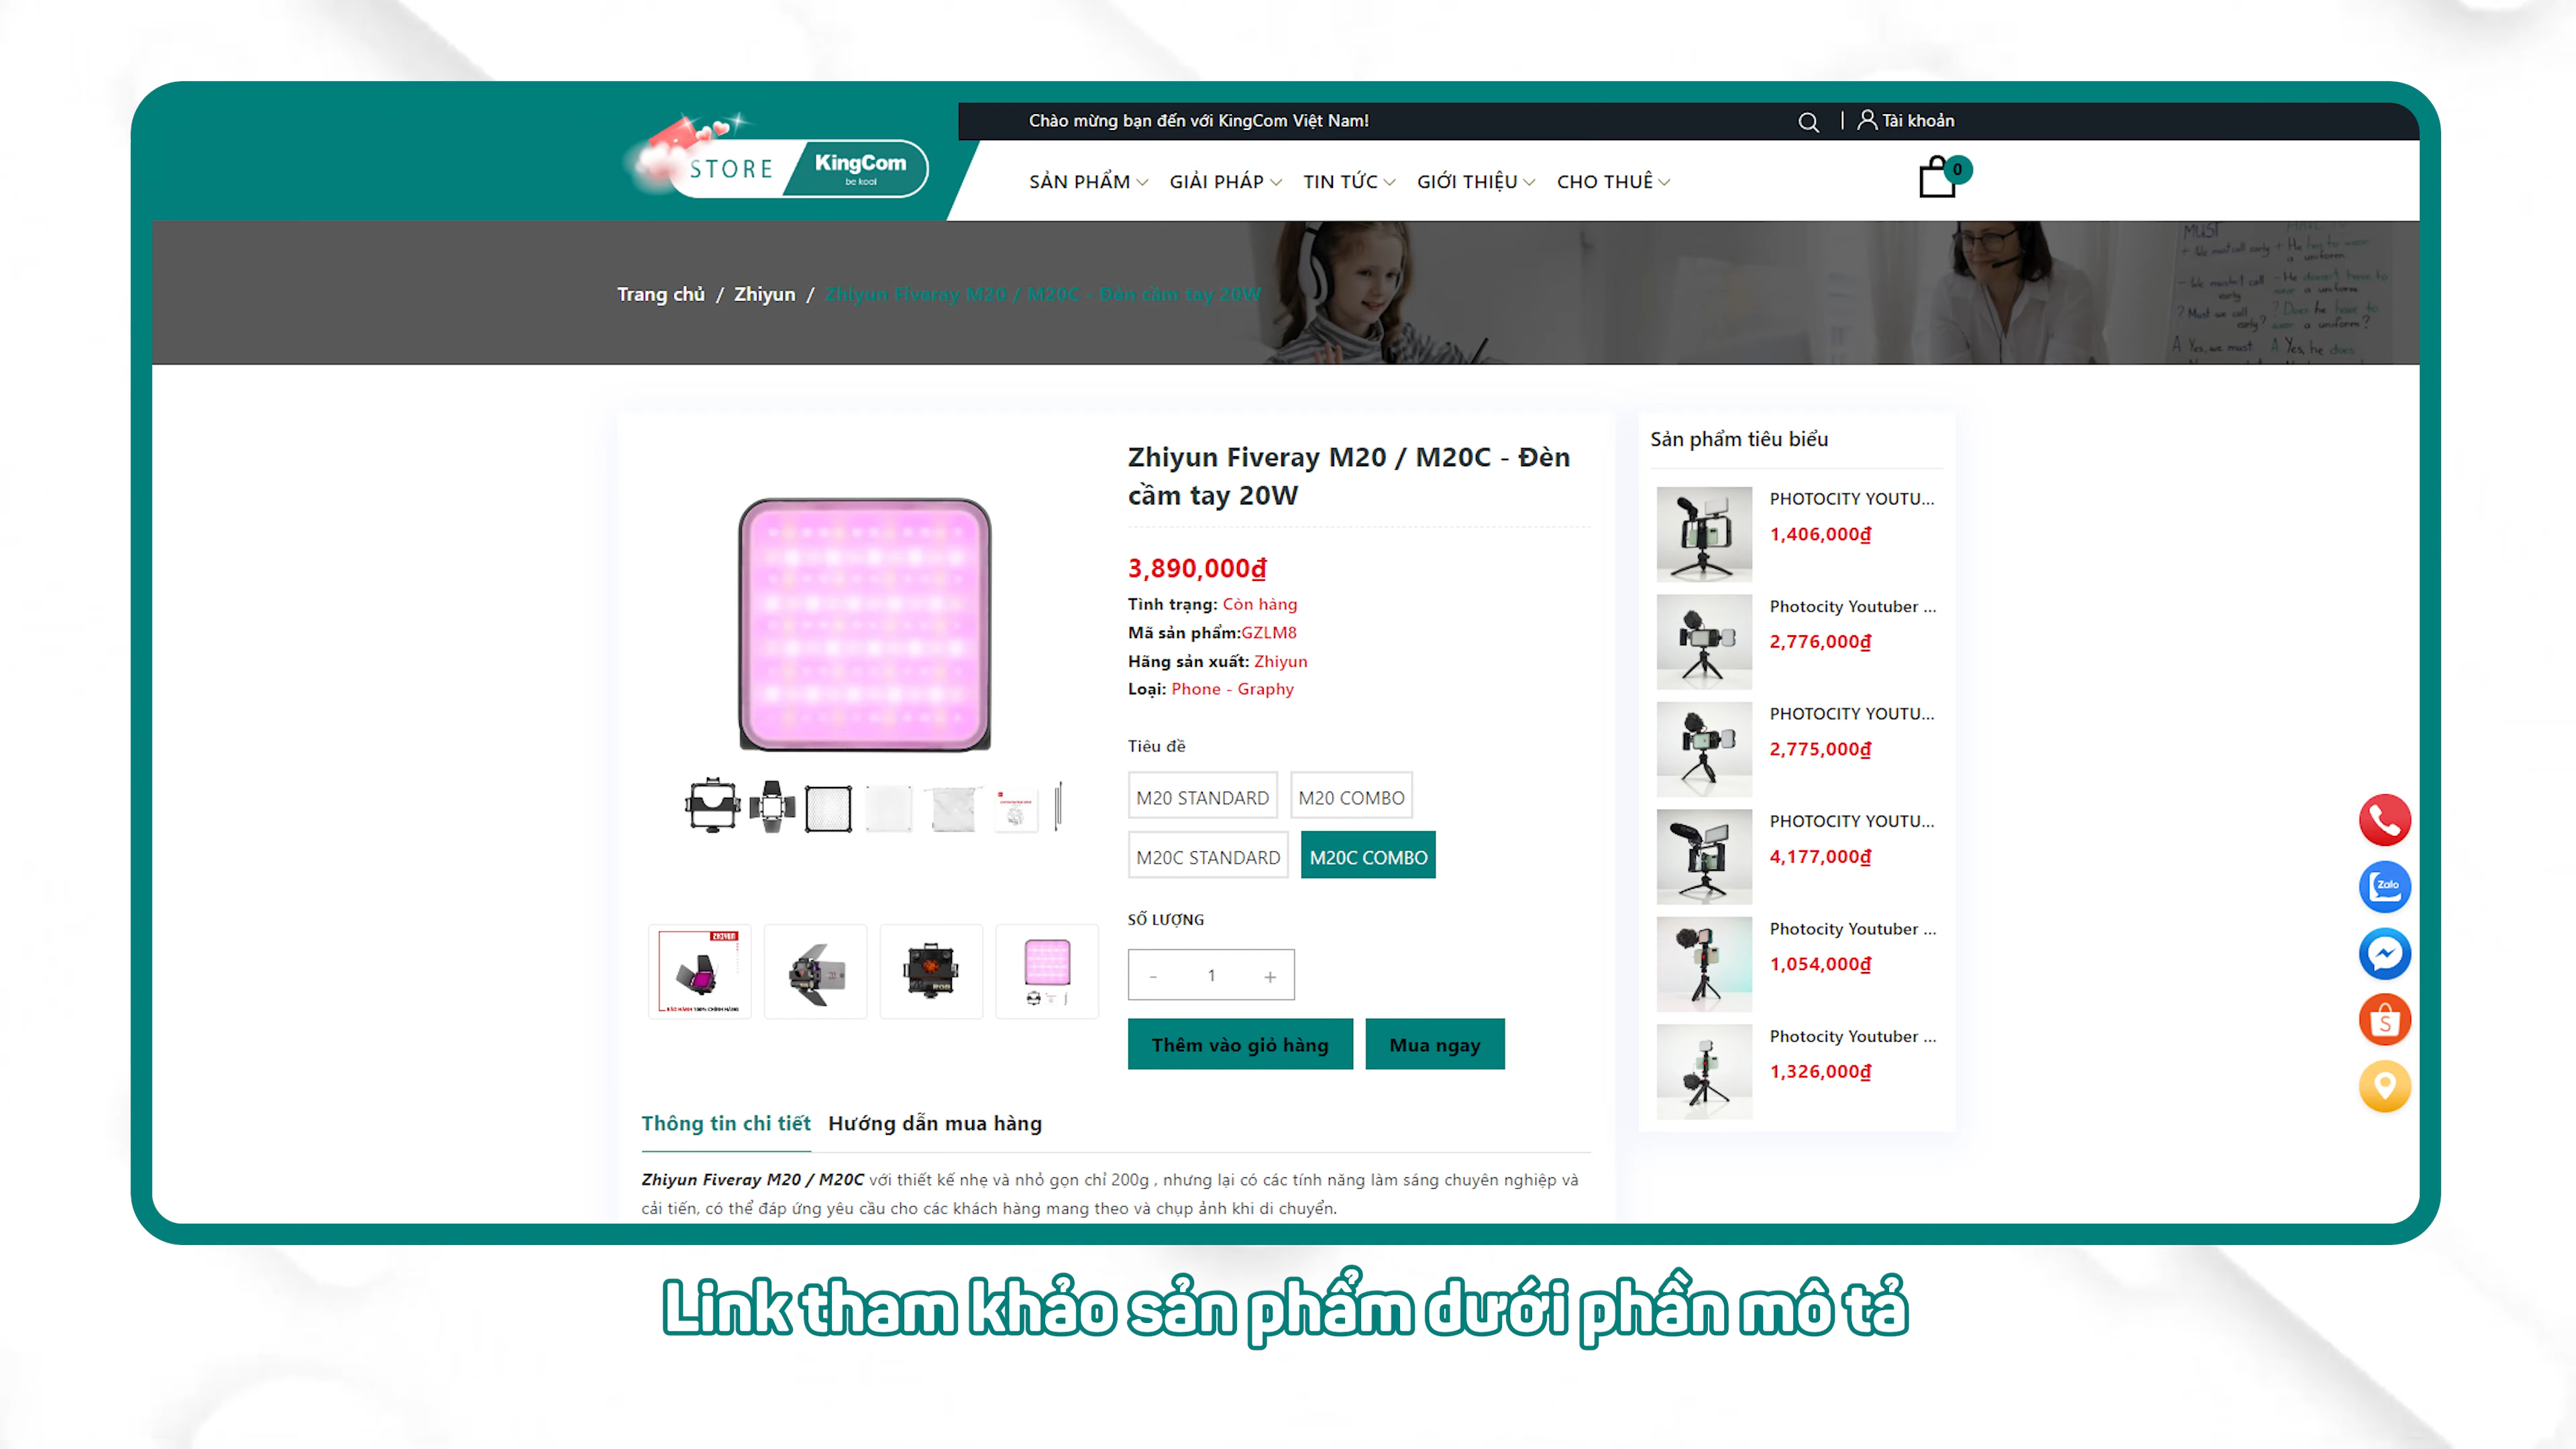 Chào mừng bạn đến với KingCom Việt Nam!
Tài khoản
STORE
KingCom
be kool
SẢN PHẨM
GIẢI PHÁP
TIN TỨC
GIỚI THIỆU
CHO THUÊ
0
Trang chủ / Zhiyun / Zhiyun Fiveray M20 / M20C - Đèn cầm tay 20W
Zhiyun Fiveray M20 / M20C - Đèn
cầm tay 20W
3,890,000₫
Tình trạng: Còn hàng
Mã sản phẩm:GZLM8
Hãng sản xuất: Zhiyun
Loại: Phone - Graphy
Tiêu đề
M20 STANDARD
M20 COMBO
M20C STANDARD
M20C COMBO
SỐ LƯỢNG
- 1 +
Thêm vào giỏ hàng
Mua ngay
Sản phẩm tiêu biểu
PHOTOCITY YOUTU...
1,406,000₫
Photocity Youtuber ...
2,776,000₫
PHOTOCITY YOUTU...
2,775,000₫
PHOTOCITY YOUTU...
4,177,000₫
Photocity Youtuber ...
1,054,000₫
Photocity Youtuber ...
1,326,000₫
Zalo
Thông tin chi tiết
Hướng dẫn mua hàng
Zhiyun Fiveray M20 / M20C với thiết kế nhẹ và nhỏ gọn chỉ 200g , nhưng lại có các tính năng làm sáng chuyên nghiệp và
cải tiến, có thể đáp ứng yêu cầu cho các khách hàng mang theo và chụp ảnh khi di chuyển.
Link tham khảo sản phẩm dưới phần mô tả